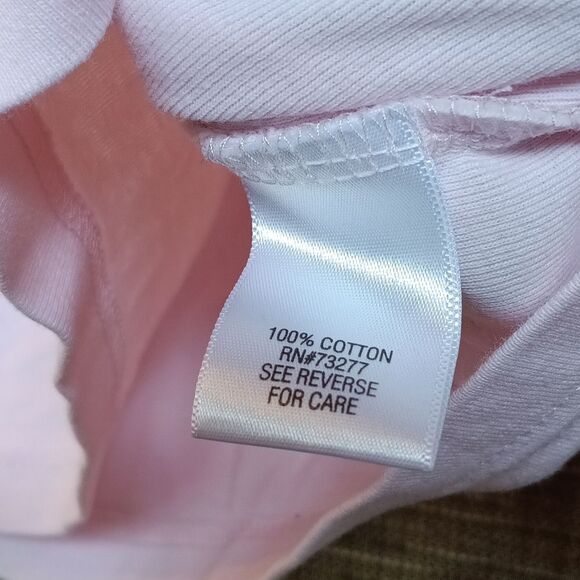 100% COTTON
RN#73277
SEE REVERSE
FOR CARE